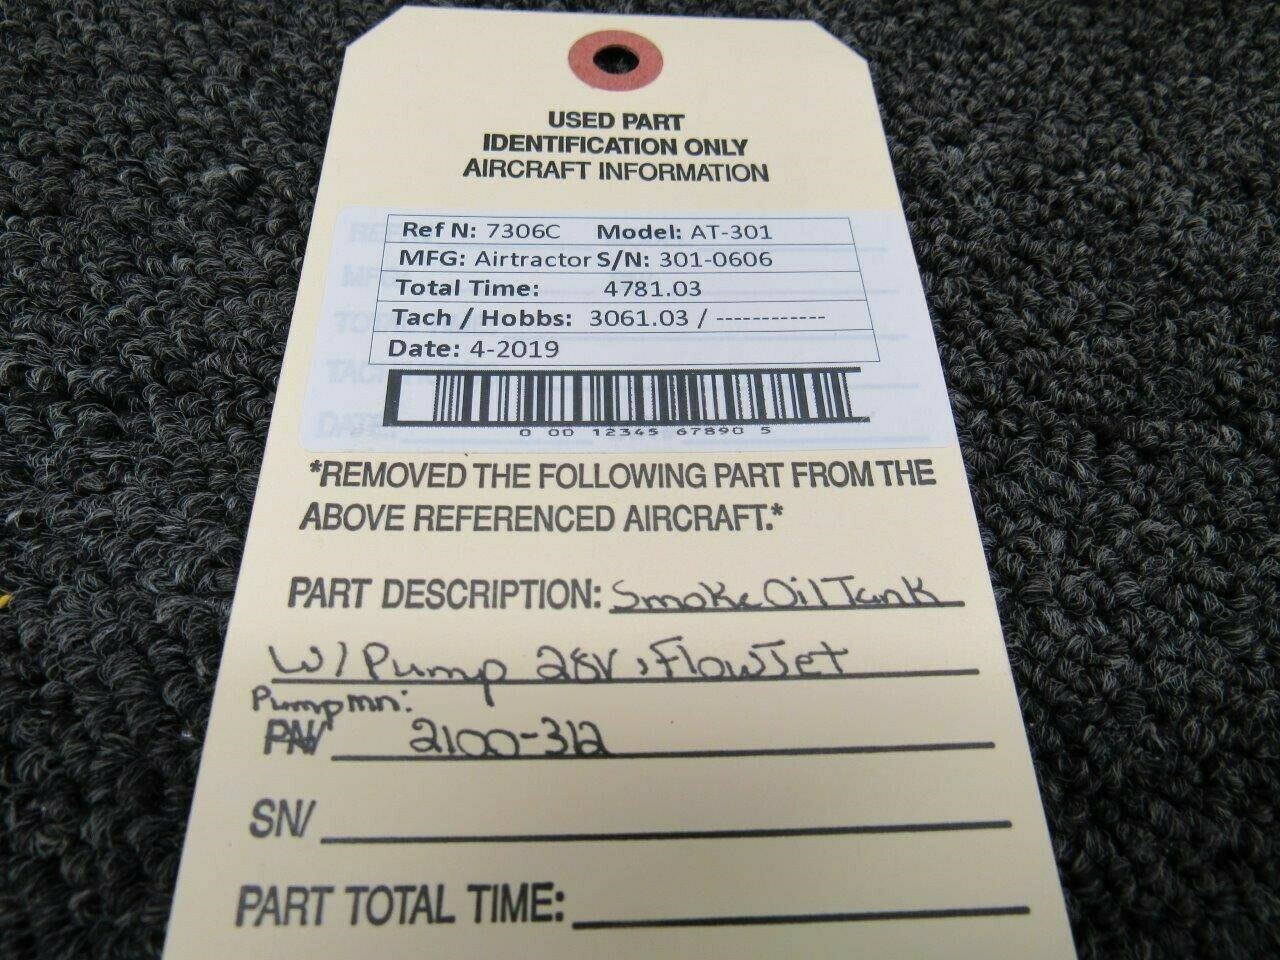 USED PART
IDENTIFICATION ONLY
AIRCRAFT INFORMATION
Ref N: 7306C Model: AT-301
MFG: Airtractor S/N: 301-0606
Total Time: 4781.03
Tach / Hobbs: 3061.03 / ------------
Date: 4-2019
0 00 12345 67890 5
*REMOVED THE FOLLOWING PART FROM THE
ABOVE REFERENCED AIRCRAFT.*
PART DESCRIPTION: Smoke Oil Tank
W/ Pump 28V, FlowJet
Pump mn:
PN/ 2100-312
SN/
PART TOTAL TIME: